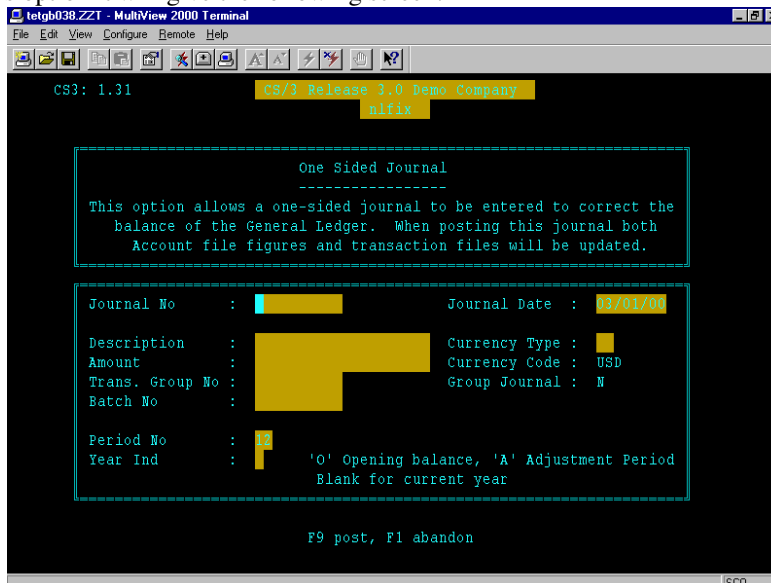 tetgb038.ZZT - MultiView 2000 Terminal
File Edit View Configure Remote Help
CS3: 1.31 CS/3 Release 3.0 Demo Company
nlfix
One Sided Journal
-----------------
This option allows a one-sided journal to be entered to correct the
balance of the General Ledger. When posting this journal both
Account file figures and transaction files will be updated.
Journal No : Journal Date : 03/01/00
Description : Currency Type :
Amount : Currency Code : USD
Trans. Group No : Group Journal : N
Batch No :
Period No : 12
Year Ind : 'O' Opening balance, 'A' Adjustment Period
Blank for current year
F9 post, F1 abandon